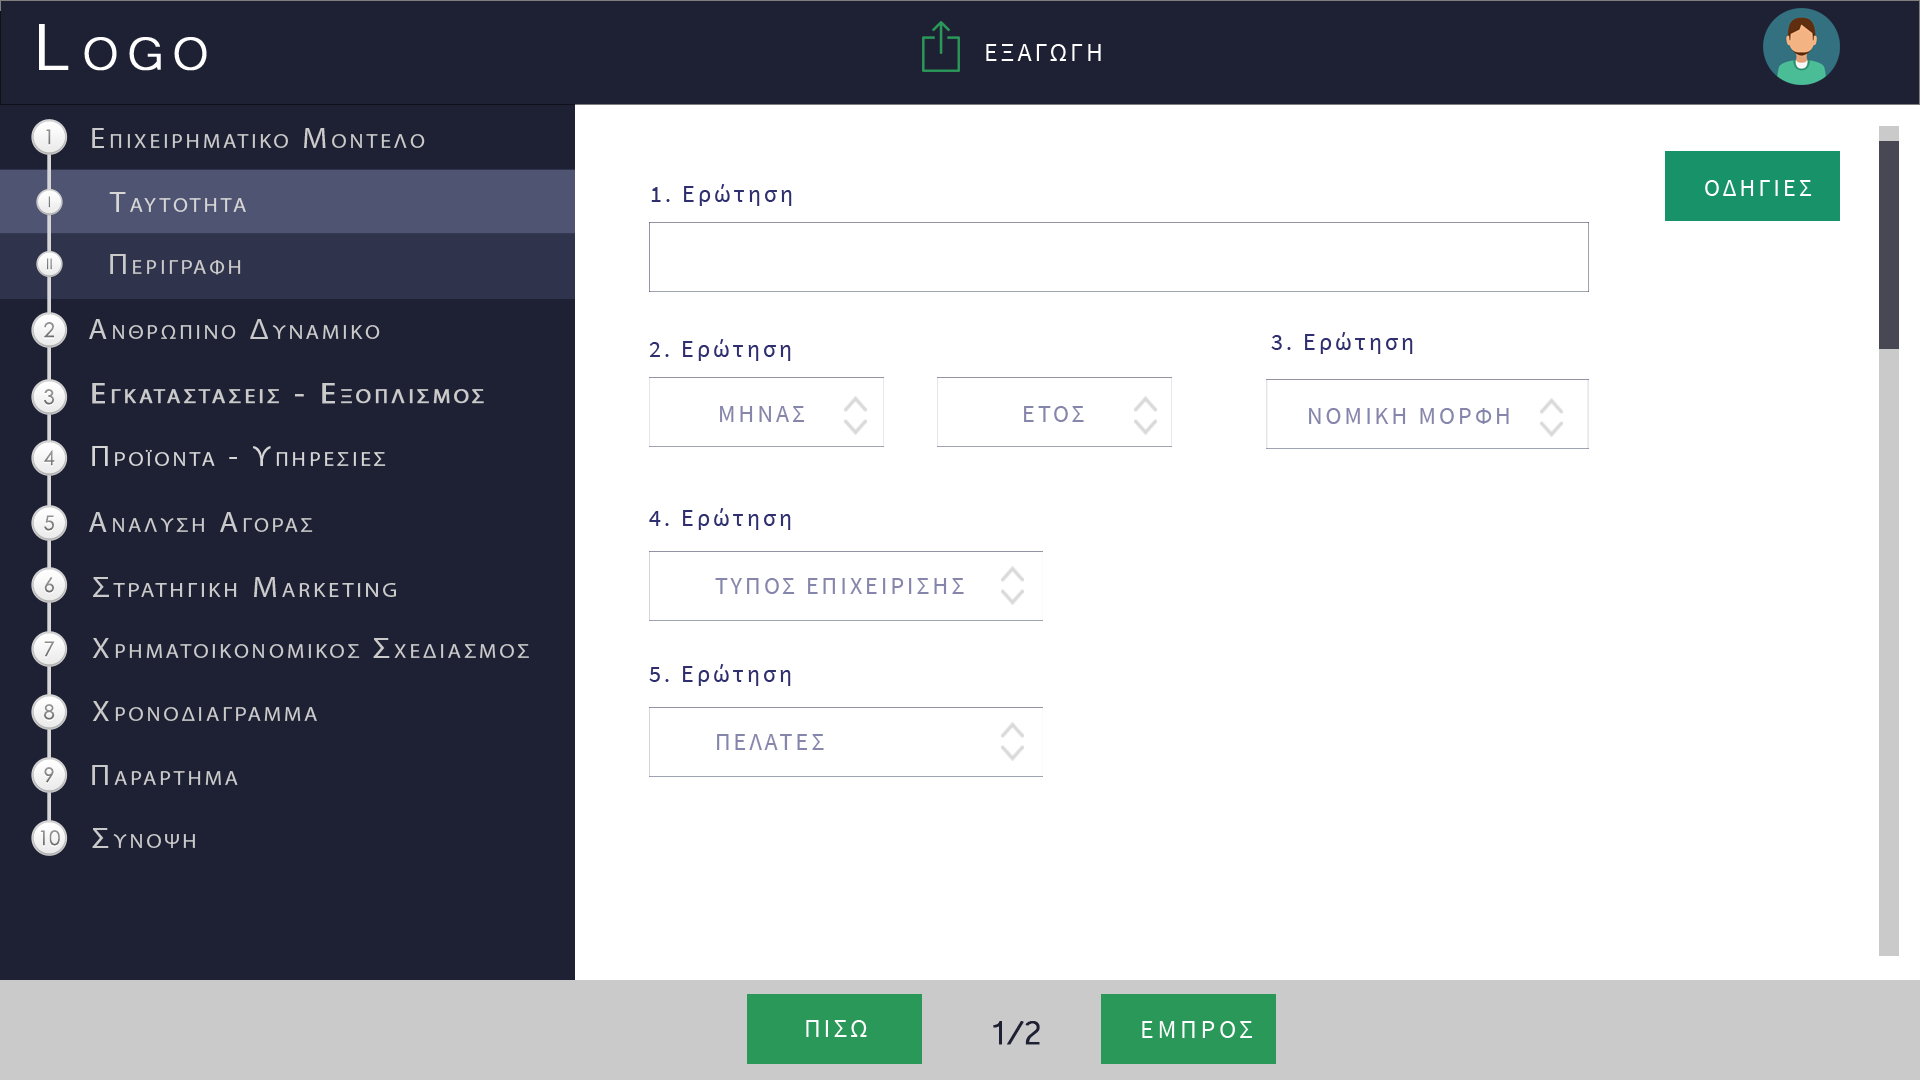 LOGO
ΕΞΑΓΩΓΗ
1 ΕΠΙΧΕΙΡΗΜΑΤΙΚΟ ΜΟΝΤΕΛΟ
I ΤΑΥΤΟΤΗΤΑ
II ΠΕΡΙΓΡΑΦΗ
2 ΑΝΘΡΩΠΙΝΟ ΔΥΝΑΜΙΚΟ
3 ΕΓΚΑΤΑΣΤΑΣΕΙΣ - ΕΞΟΠΛΙΣΜΟΣ
4 ΠΡΟΪΟΝΤΑ - ΥΠΗΡΕΣΙΕΣ
5 ΑΝΑΛΥΣΗ ΑΓΟΡΑΣ
6 ΣΤΡΑΤΗΓΙΚΗ MARKETING
7 ΧΡΗΜΑΤΟΙΚΟΝΟΜΙΚΟΣ ΣΧΕΔΙΑΣΜΟΣ
8 ΧΡΟΝΟΔΙΑΓΡΑΜΜΑ
9 ΠΑΡΑΡΤΗΜΑ
10 ΣΥΝΟΨΗ
ΟΔΗΓΙΕΣ
1. Ερώτηση
2. Ερώτηση
ΜΗΝΑΣ
ΕΤΟΣ
3. Ερώτηση
ΝΟΜΙΚΗ ΜΟΡΦΗ
4. Ερώτηση
ΤΥΠΟΣ ΕΠΙΧΕΙΡΙΣΗΣ
5. Ερώτηση
ΠΕΛΑΤΕΣ
ΠΙΣΩ
1/2
ΕΜΠΡΟΣ